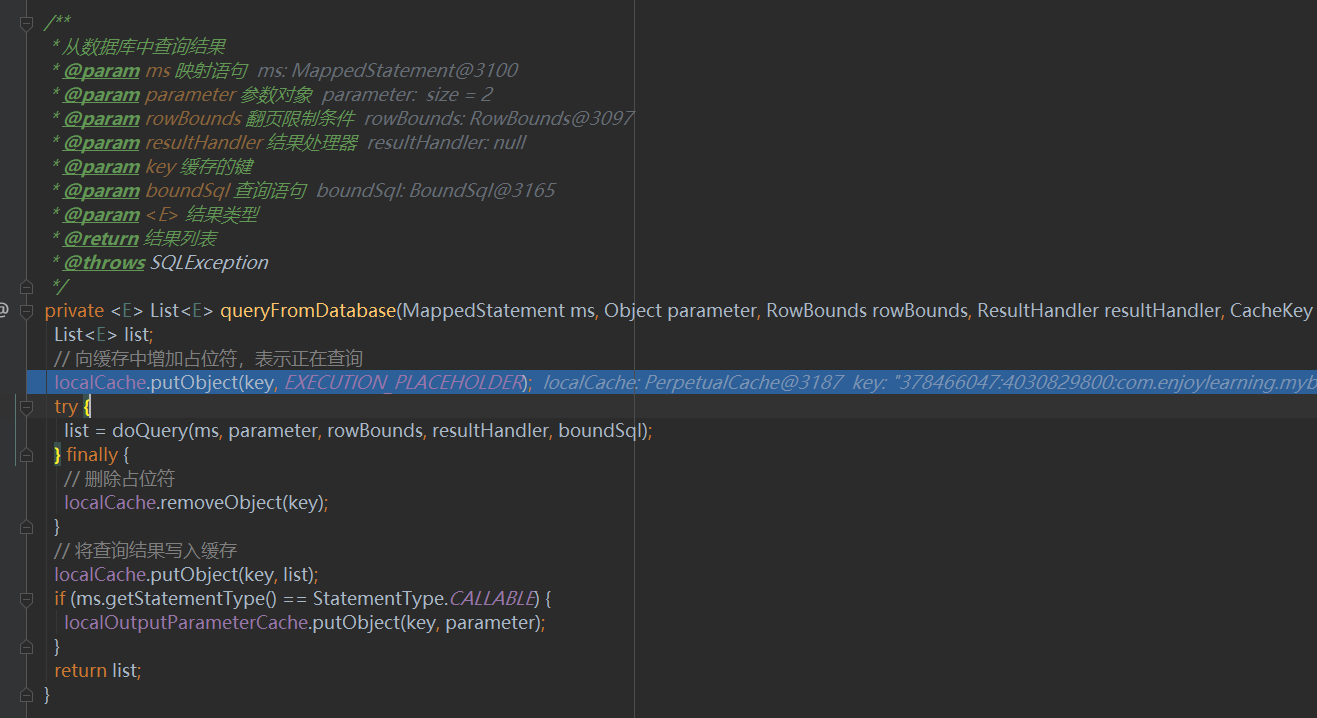 /**
* 从数据库中查询结果
* @param ms 映射语句 ms: MappedStatement@3100
* @param parameter 参数对象 parameter: size = 2
* @param rowBounds 翻页限制条件 rowBounds: RowBounds@3097
* @param resultHandler 结果处理器 resultHandler: null
* @param key 缓存的键
* @param boundSql 查询语句 boundSql: BoundSql@3165
* @param <E> 结果类型
* @return 结果列表
* @throws SQLException
*/
@ private <E> List<E> queryFromDatabase(MappedStatement ms, Object parameter, RowBounds rowBounds, ResultHandler resultHandler, CacheKey
List<E> list;
// 向缓存中增加占位符，表示正在查询
localCache.putObject(key, EXECUTION_PLACEHOLDER); localCache: PerpetualCache@3187 key: "378466047:4030829800:com.enjoylearning.myb
try {
list = doQuery(ms, parameter, rowBounds, resultHandler, boundSql);
} finally {
// 删除占位符
localCache.removeObject(key);
}
// 将查询结果写入缓存
localCache.putObject(key, list);
if (ms.getStatementType() == StatementType.CALLABLE) {
localOutputParameterCache.putObject(key, parameter);
}
return list;
}